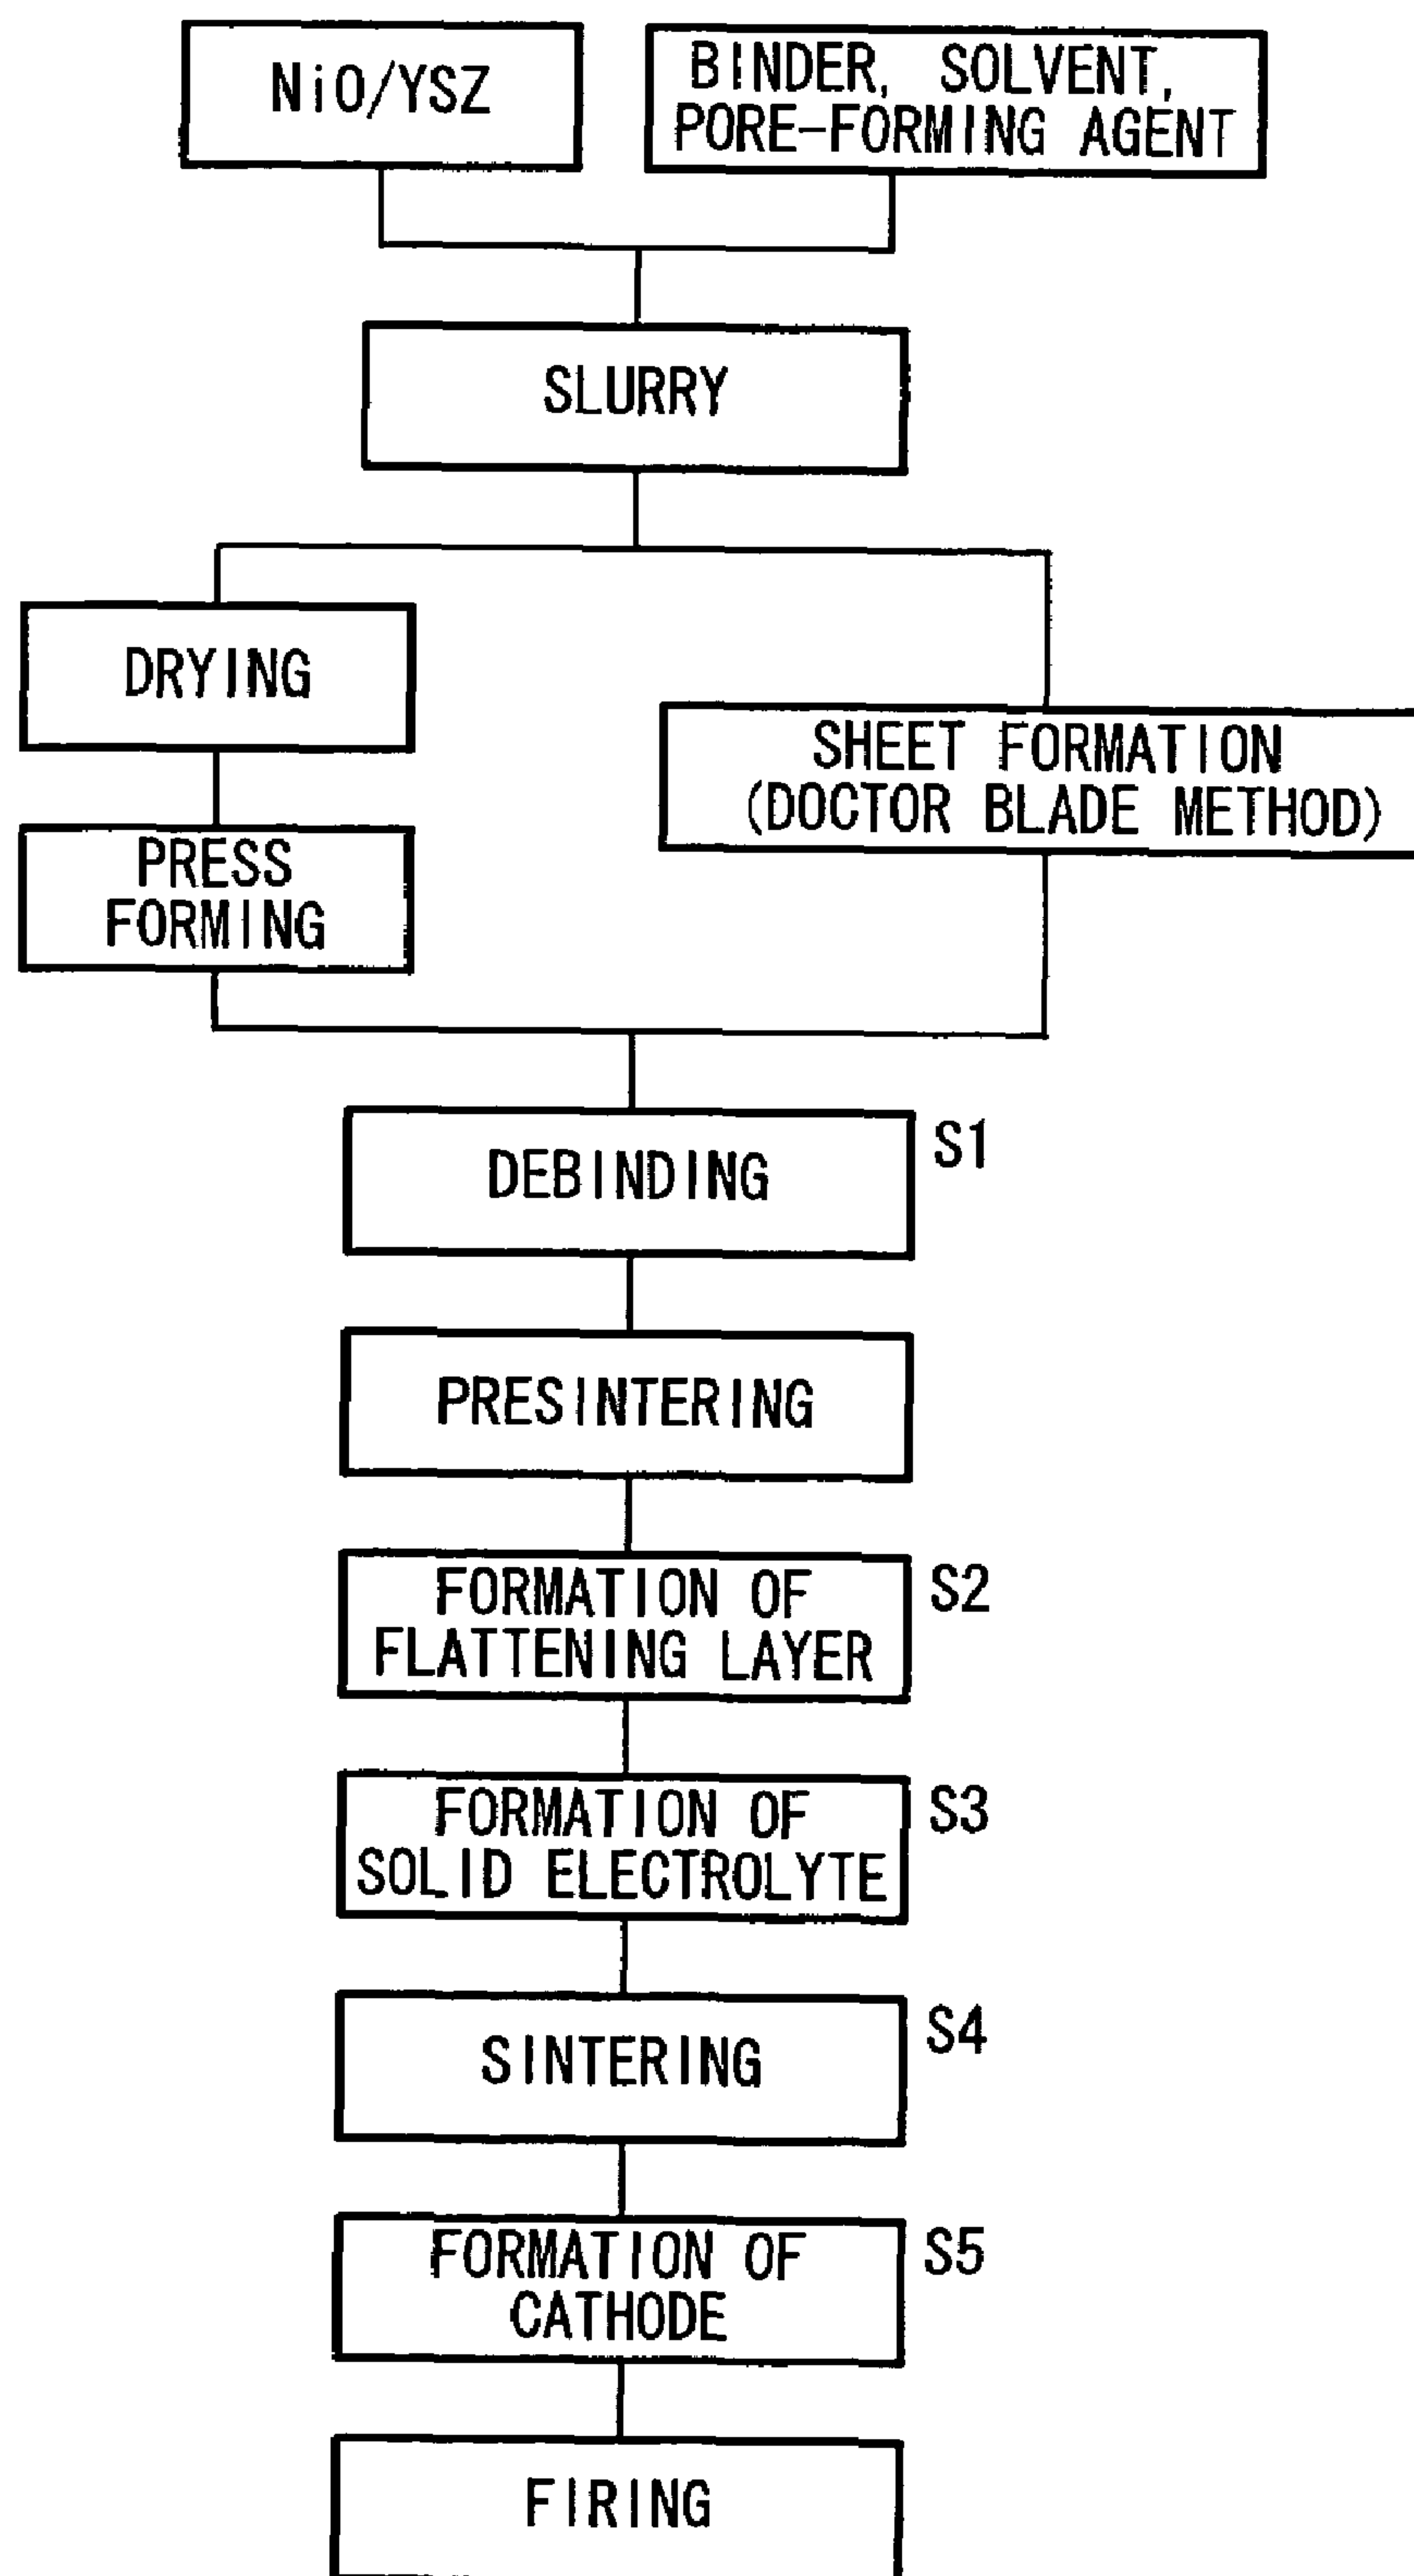 NiO/YSZ
BINDER, SOLVENT,
PORE-FORMING AGENT
SLURRY
DRYING
PRESS
FORMING
SHEET FORMATION
(DOCTOR BLADE METHOD)
DEBINDING
S1
PRESINTERING
FORMATION OF
FLATTENING LAYER
S2
FORMATION OF
SOLID ELECTROLYTE
S3
SINTERING
S4
FORMATION OF
CATHODE
S5
FIRING